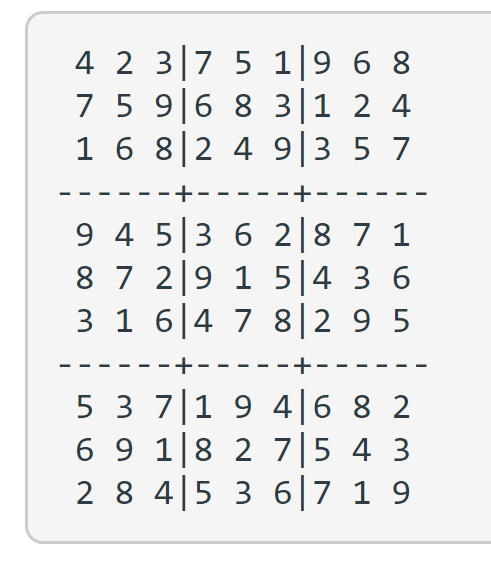 4 2 3|7 5 1|9 6 8
7 5 9|6 8 3|1 2 4
1 6 8|2 4 9|3 5 7
------+-----+------
9 4 5|3 6 2|8 7 1
8 7 2|9 1 5|4 3 6
3 1 6|4 7 8|2 9 5
------+-----+------
5 3 7|1 9 4|6 8 2
6 9 1|8 2 7|5 4 3
2 8 4|5 3 6|7 1 9